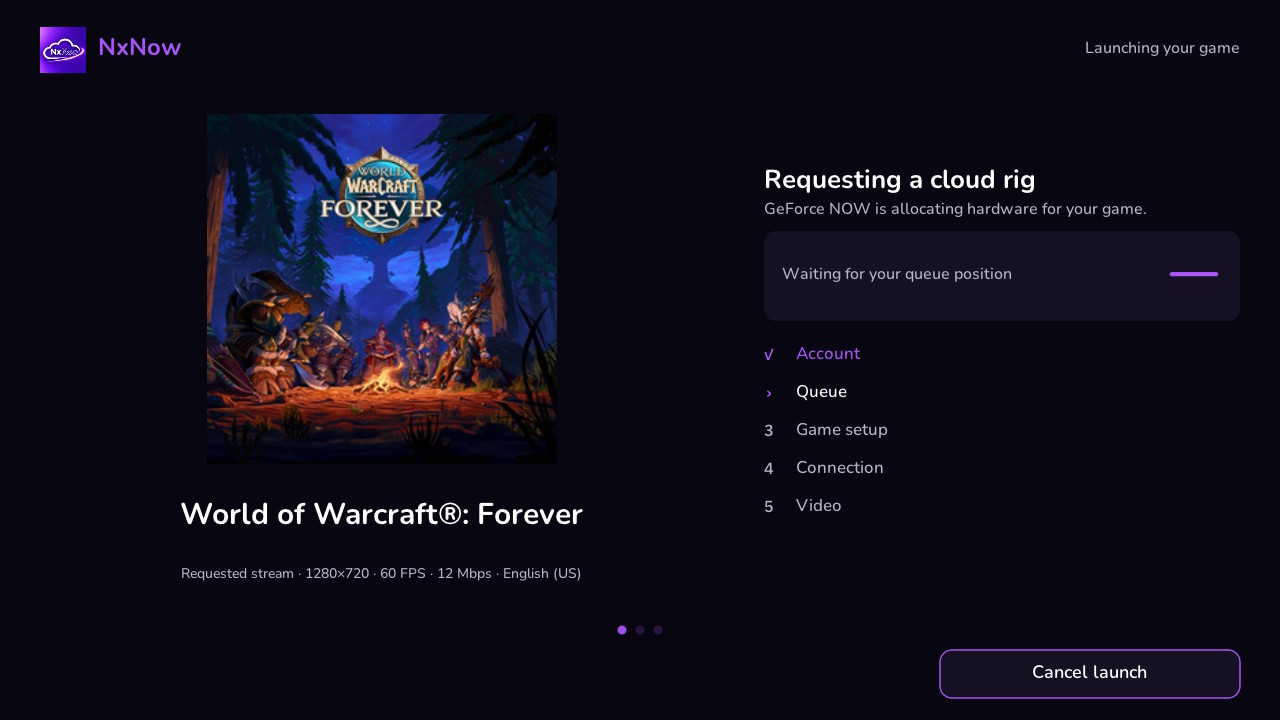 NxNow
Launching your game
WORLD
WARCRAFT
FOREVER
Requesting a cloud rig
GeForce NOW is allocating hardware for your game.
Waiting for your queue position
√ Account
› Queue
3 Game setup
4 Connection
5 Video
World of Warcraft®: Forever
Requested stream · 1280×720 · 60 FPS · 12 Mbps · English (US)
Cancel launch